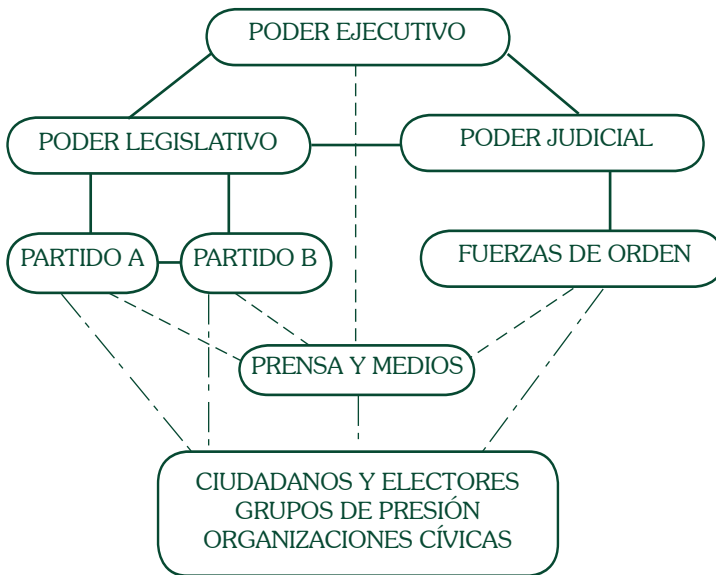 PODER EJECUTIVO
PODER LEGISLATIVO
PODER JUDICIAL
PARTIDO A
PARTIDO B
FUERZAS DE ORDEN
PRENSA Y MEDIOS
CIUDADANOS Y ELECTORES
GRUPOS DE PRESIÓN
ORGANIZACIONES CÍVICAS